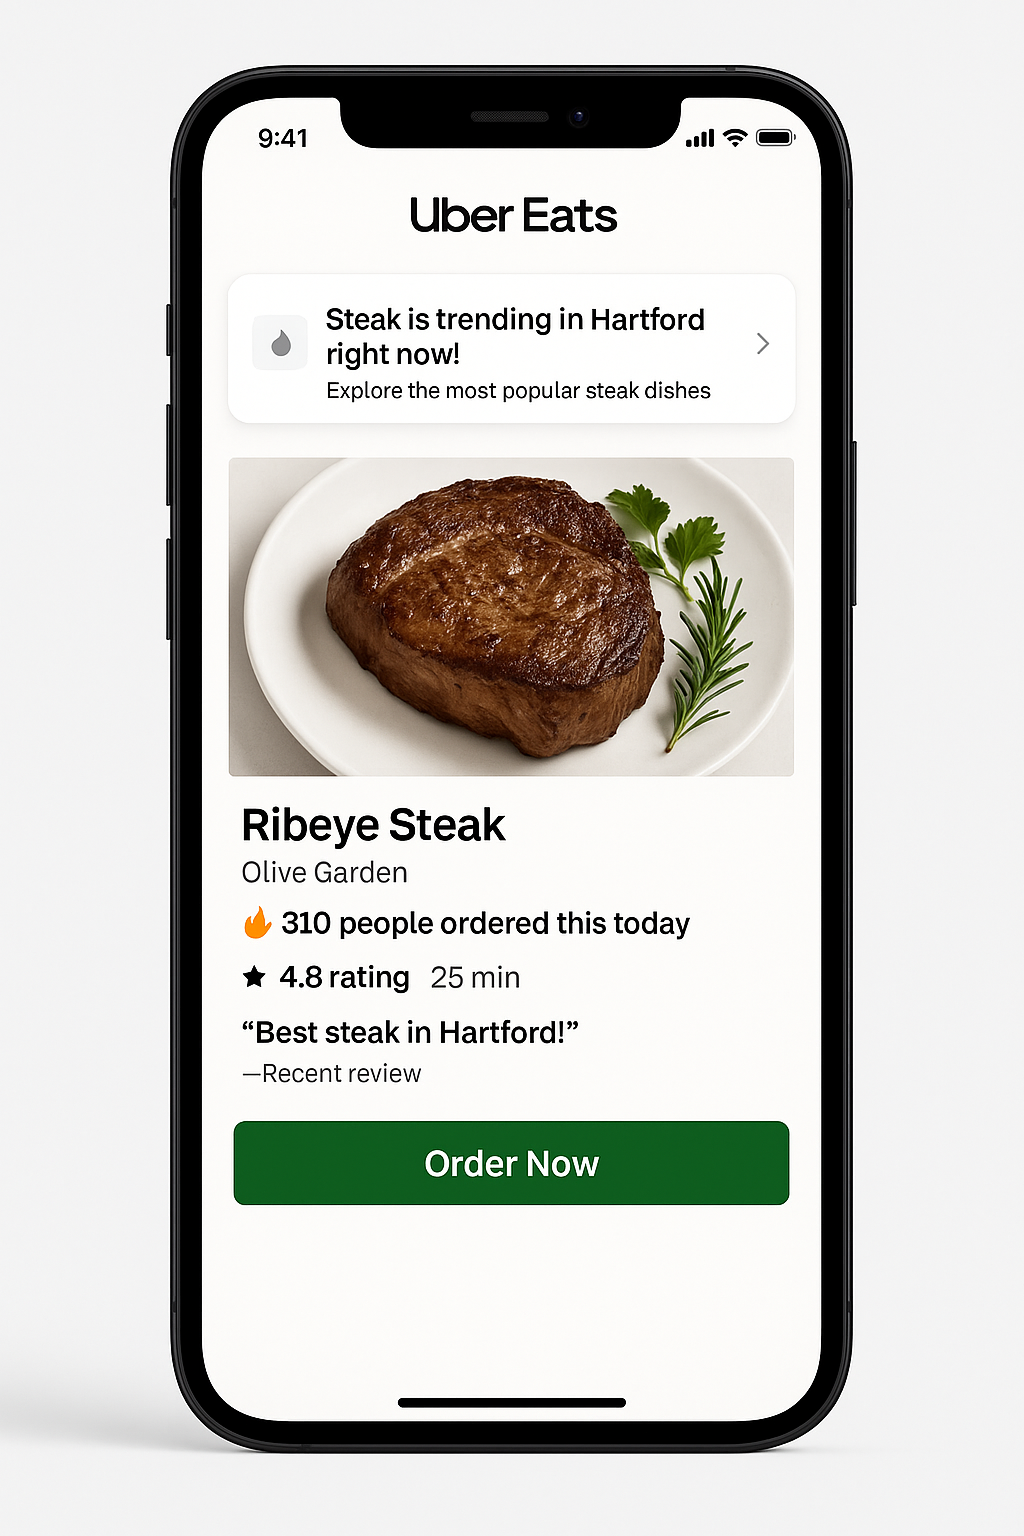 9:41
Uber Eats
Steak is trending in Hartford
right now!
Explore the most popular steak dishes
Ribeye Steak
Olive Garden
🔥 310 people ordered this today
★ 4.8 rating 25 min
“Best steak in Hartford!”
—Recent review
Order Now